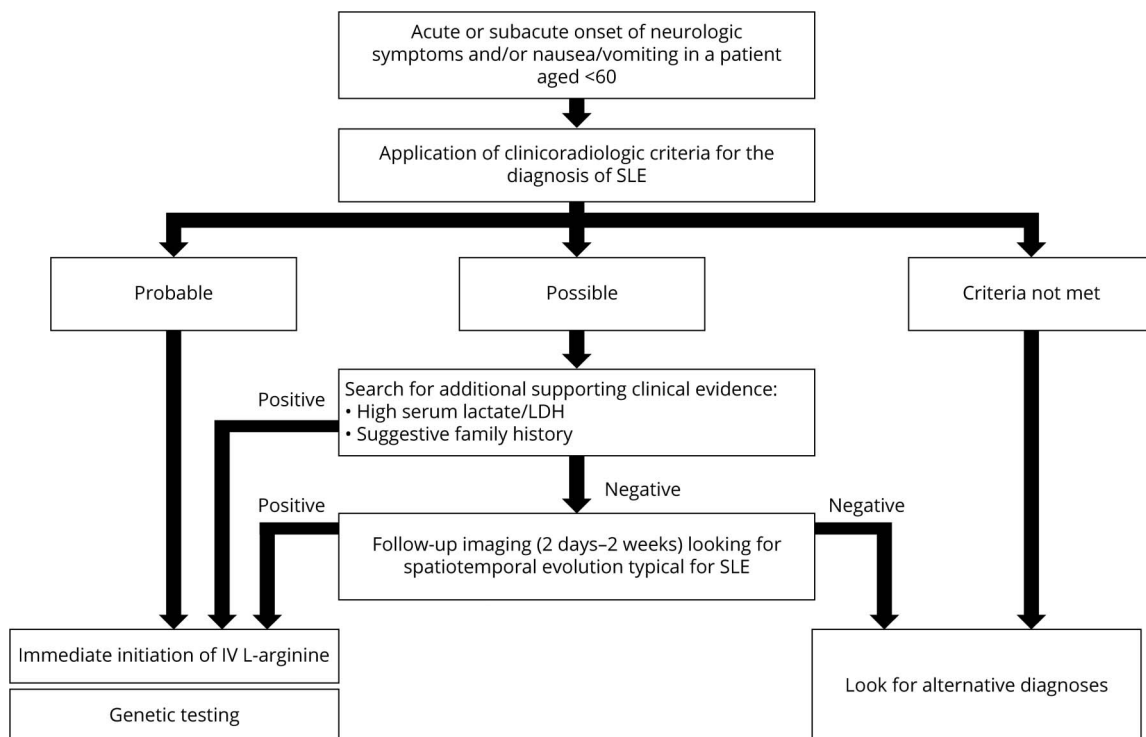 Acute or subacute onset of neurologic
symptoms and/or nausea/vomiting in a patient
aged <60
Application of clinicoradiologic criteria for the
diagnosis of SLE
Probable
Possible
Criteria not met
Search for additional supporting clinical evidence:
• High serum lactate/LDH
• Suggestive family history
Positive
Negative
Positive
Negative
Follow-up imaging (2 days–2 weeks) looking for
spatiotemporal evolution typical for SLE
Immediate initiation of IV L-arginine
Genetic testing
Look for alternative diagnoses